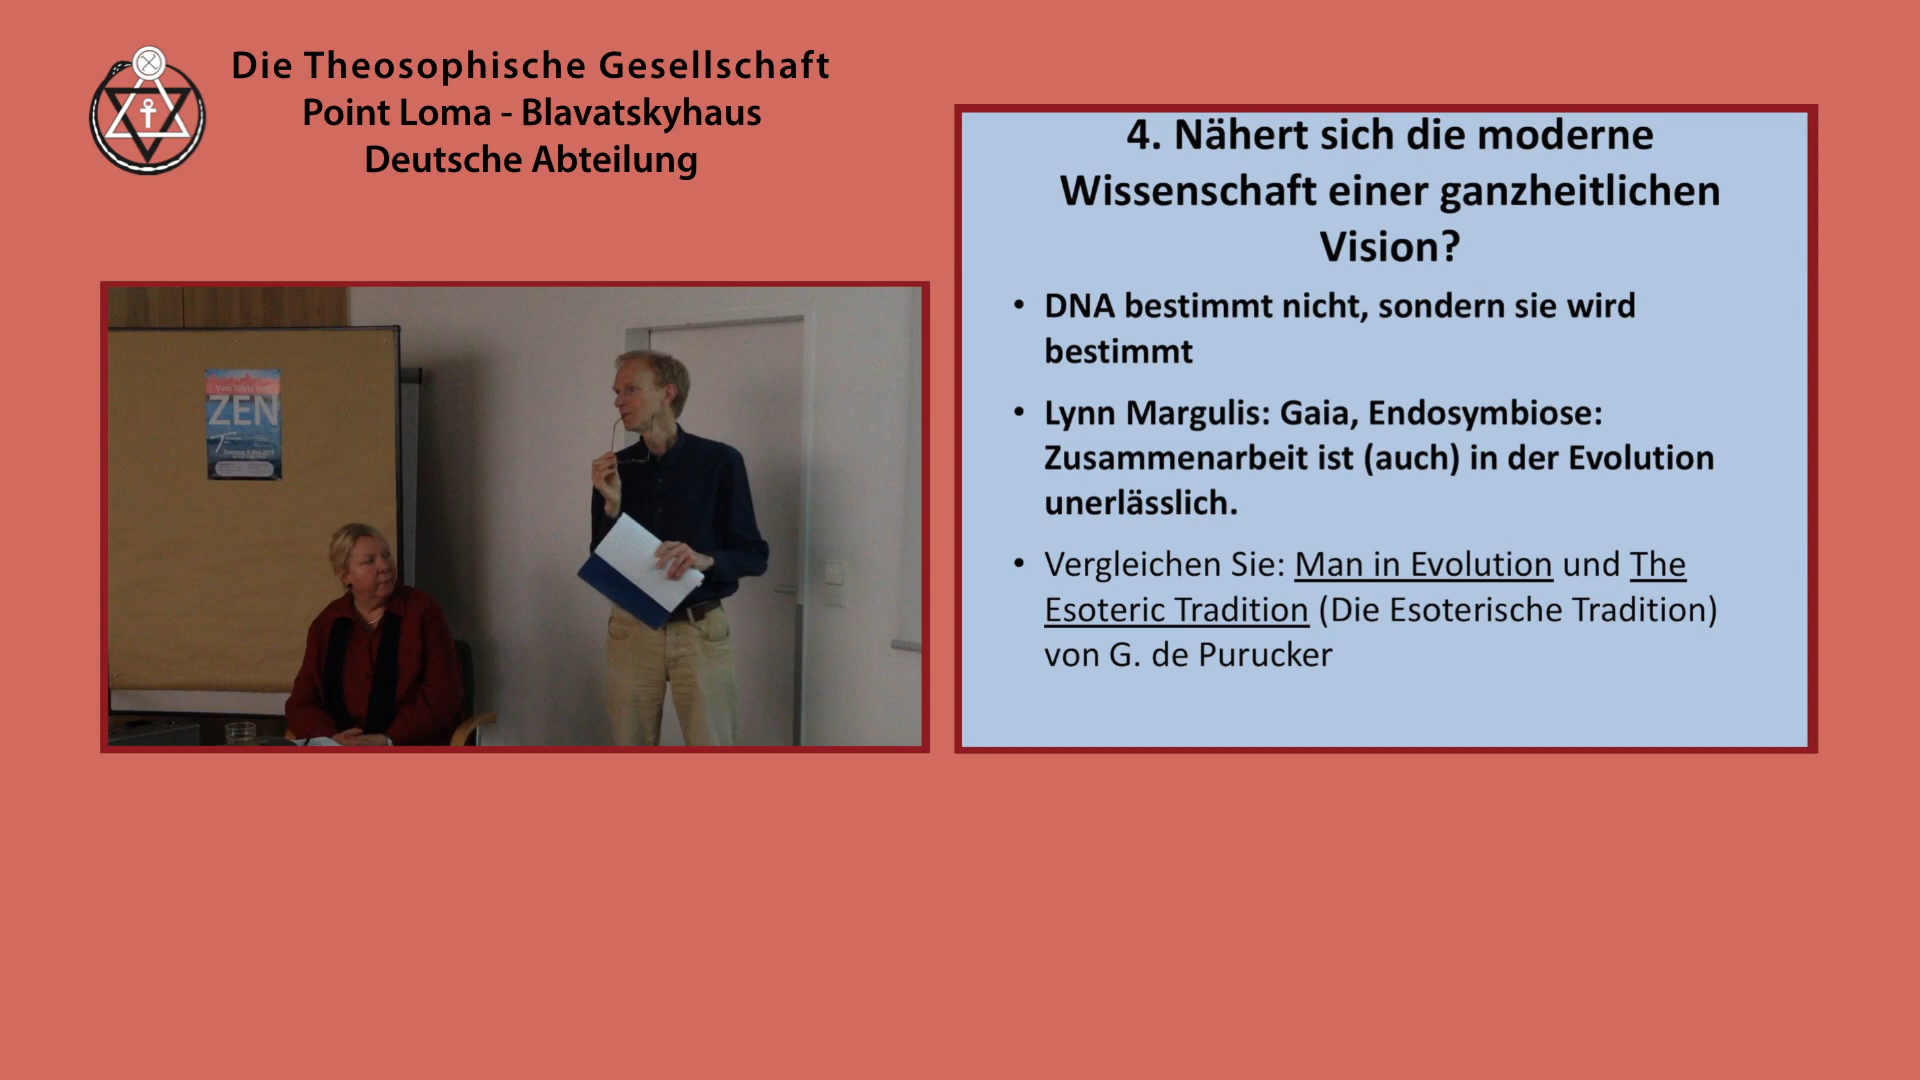 Die Theosophische Gesellschaft
Point Loma - Blavatskyhaus
Deutsche Abteilung
4. Nähert sich die moderne
Wissenschaft einer ganzheitlichen
Vision?
• DNA bestimmt nicht, sondern sie wird
bestimmt
• Lynn Margulis: Gaia, Endosymbiose:
Zusammenarbeit ist (auch) in der Evolution
unerlässlich.
• Vergleichen Sie: Man in Evolution und The
Esoteric Tradition (Die Esoterische Tradition)
von G. de Purucker
ZEN